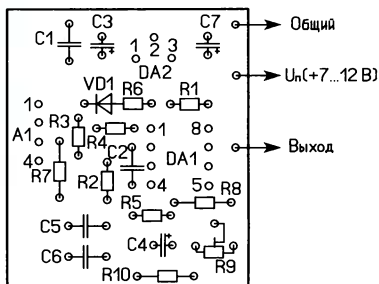 C3 C7 Общий
C1
1 2 3
DA2
Uп(+7...12 В)
VD1 R6 R1
1
R3 1 8
A1 R4 Выход
C2 DA1
4
R7 R2 4 5 R8
R5
C5
C4
C6 R9
R10